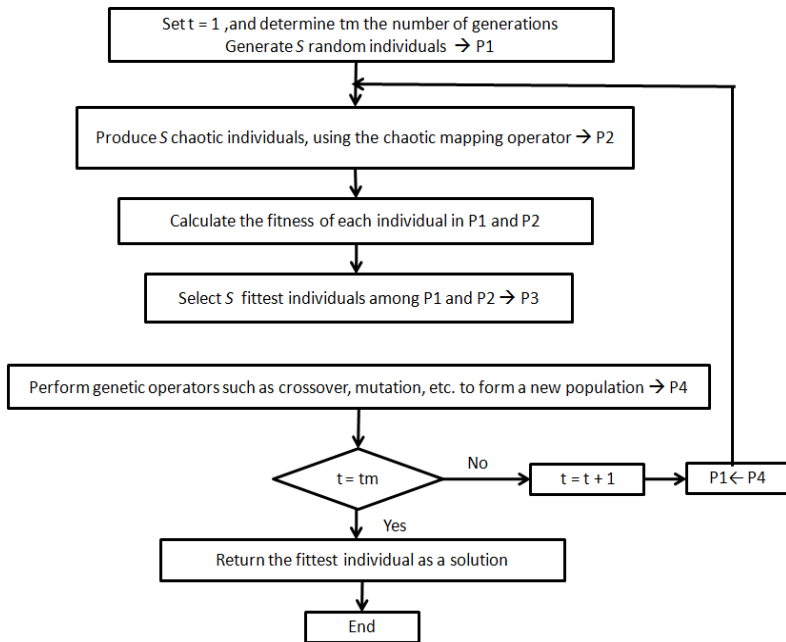 Set t = 1 ,and determine tm the number of generations
Generate S random individuals → P1
Produce S chaotic individuals, using the chaotic mapping operator → P2
Calculate the fitness of each individual in P1 and P2
Select S fittest individuals among P1 and P2 → P3
Perform genetic operators such as crossover, mutation, etc. to form a new population → P4
t = tm
No
t = t + 1
P1← P4
Yes
Return the fittest individual as a solution
End